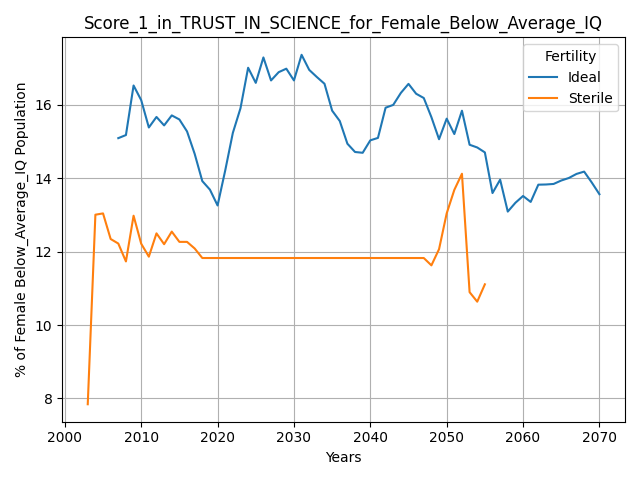 Score_1_in_TRUST_IN_SCIENCE_for_Female_Below_Average_IQ
% of Female Below_Average_IQ Population
16
14
12
10
8
2000 2010 2020 2030 2040 2050 2060 2070
Years
Fertility
Ideal
Sterile